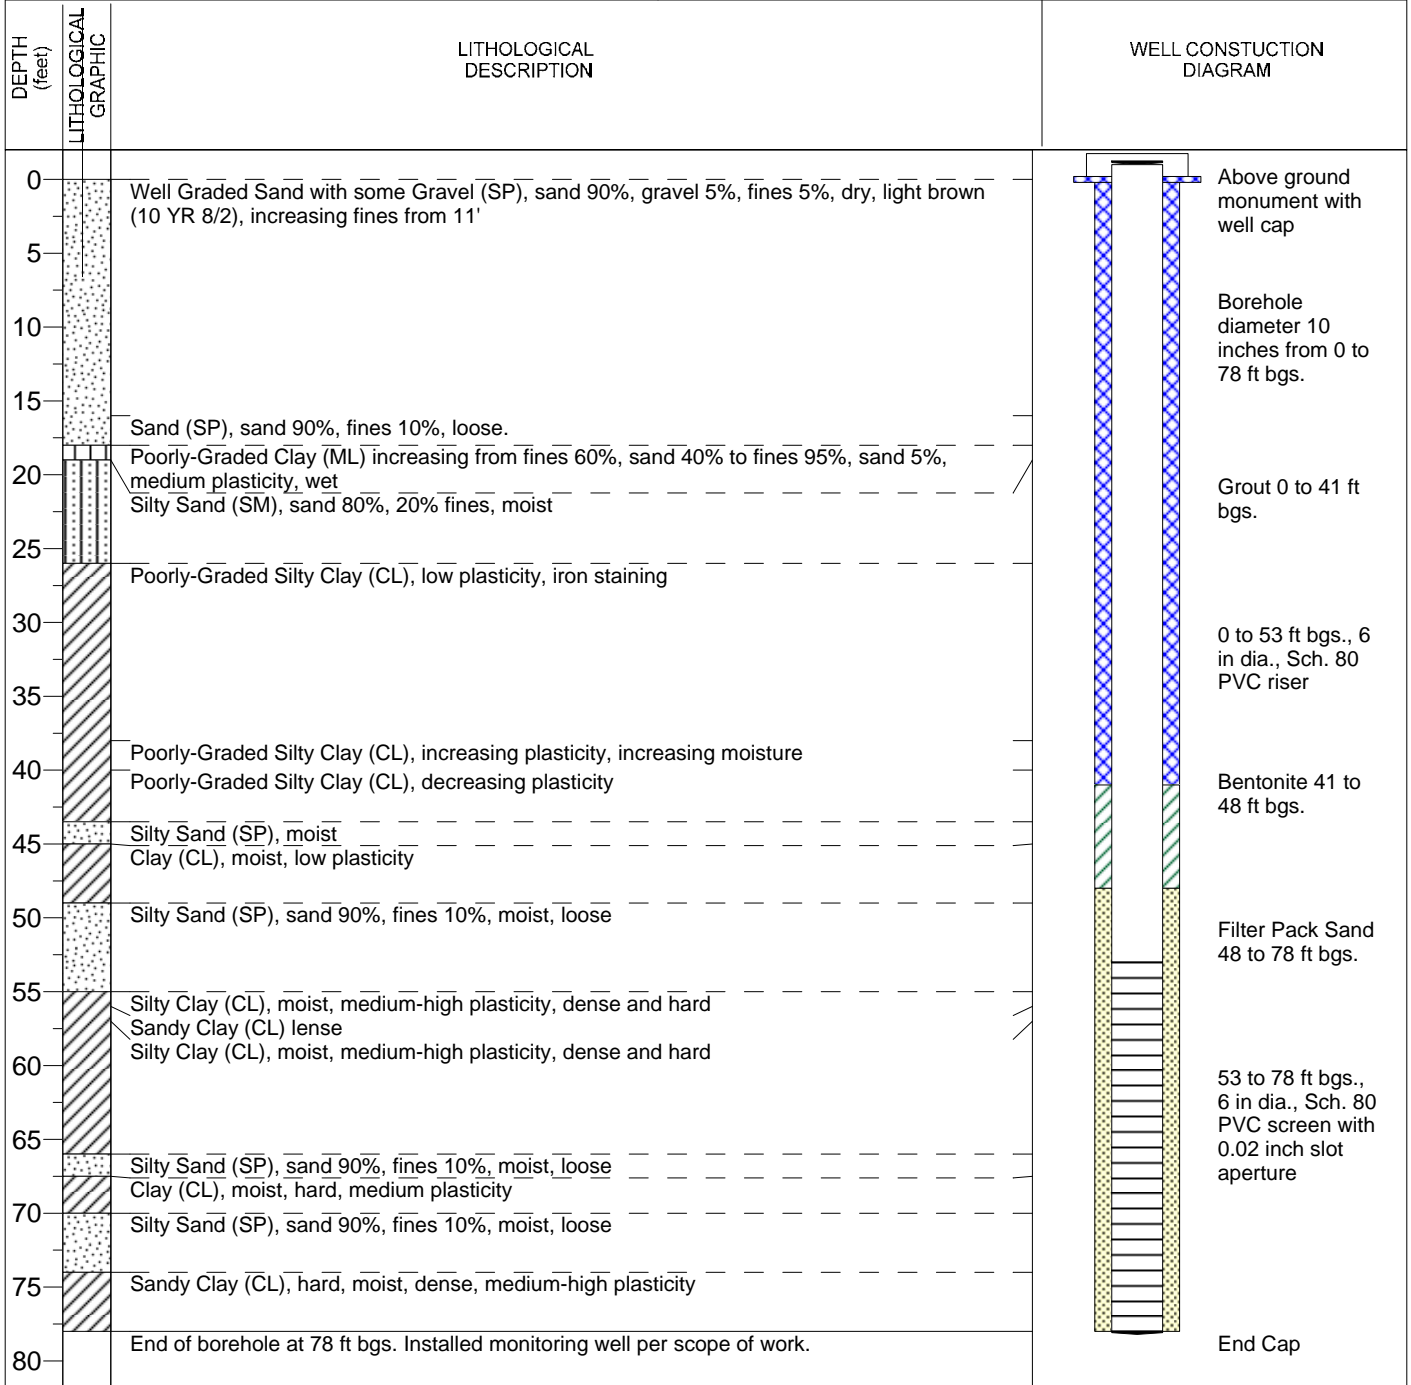 DEPTH
(feet)
LITHOLOGICAL
GRAPHIC
LITHOLOGICAL
DESCRIPTION
WELL CONSTUCTION
DIAGRAM
0
5
10
15
20
25
30
35
40
45
50
55
60
65
70
75
80
Well Graded Sand with some Gravel (SP), sand 90%, gravel 5%, fines 5%, dry, light brown
(10 YR 8/2), increasing fines from 11'
Sand (SP), sand 90%, fines 10%, loose.
Poorly-Graded Clay (ML) increasing from fines 60%, sand 40% to fines 95%, sand 5%,
medium plasticity, wet
Silty Sand (SM), sand 80%, 20% fines, moist
Poorly-Graded Silty Clay (CL), low plasticity, iron staining
Poorly-Graded Silty Clay (CL), increasing plasticity, increasing moisture
Poorly-Graded Silty Clay (CL), decreasing plasticity
Silty Sand (SP), moist
Clay (CL), moist, low plasticity
Silty Sand (SP), sand 90%, fines 10%, moist, loose
Silty Clay (CL), moist, medium-high plasticity, dense and hard
Sandy Clay (CL) lense
Silty Clay (CL), moist, medium-high plasticity, dense and hard
Silty Sand (SP), sand 90%, fines 10%, moist, loose
Clay (CL), moist, hard, medium plasticity
Silty Sand (SP), sand 90%, fines 10%, moist, loose
Sandy Clay (CL), hard, moist, dense, medium-high plasticity
End of borehole at 78 ft bgs. Installed monitoring well per scope of work.
Above ground
monument with
well cap
Borehole
diameter 10
inches from 0 to
78 ft bgs.
Grout 0 to 41 ft
bgs.
0 to 53 ft bgs., 6
in dia., Sch. 80
PVC riser
Bentonite 41 to
48 ft bgs.
Filter Pack Sand
48 to 78 ft bgs.
53 to 78 ft bgs.,
6 in dia., Sch. 80
PVC screen with
0.02 inch slot
aperture
End Cap